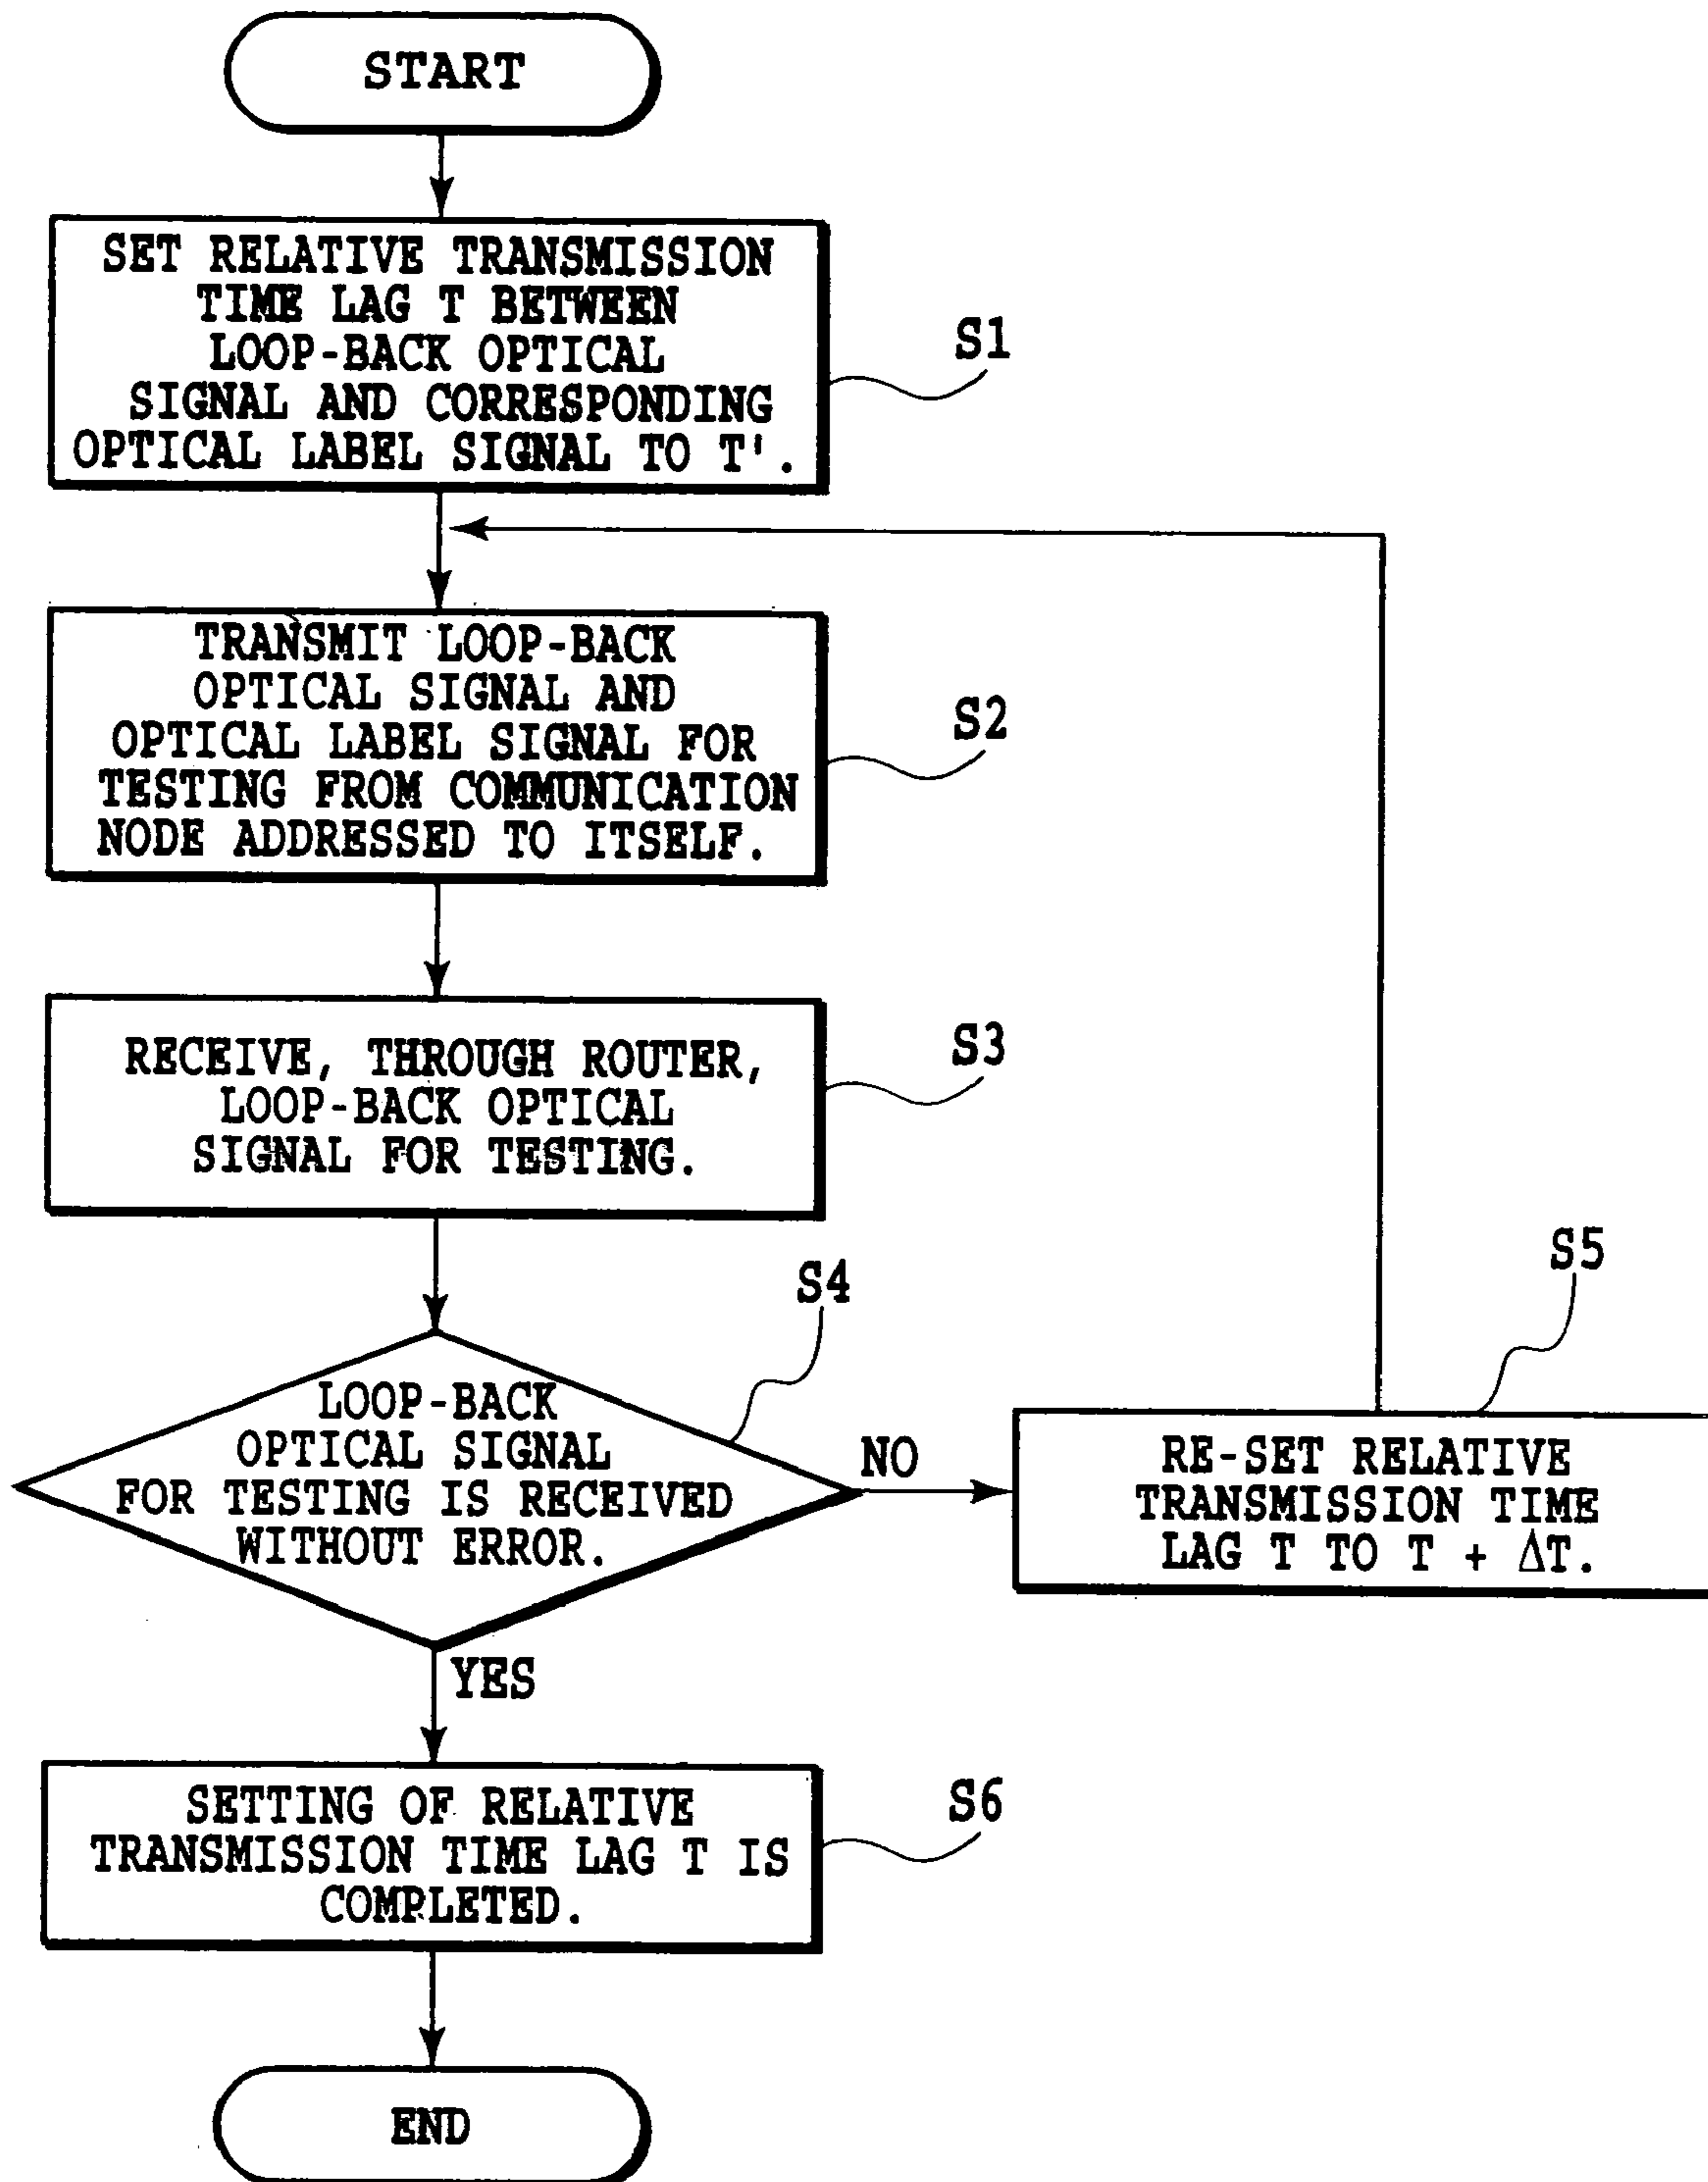 START
SET RELATIVE TRANSMISSION
TIME LAG T BETWEEN
LOOP-BACK OPTICAL
SIGNAL AND CORRESPONDING
OPTICAL LABEL SIGNAL TO T'.
S1
TRANSMIT LOOP-BACK
OPTICAL SIGNAL AND
OPTICAL LABEL SIGNAL FOR
TESTING FROM COMMUNICATION
NODE ADDRESSED TO ITSELF.
S2
RECEIVE, THROUGH ROUTER,
LOOP-BACK OPTICAL
SIGNAL FOR TESTING.
S3
LOOP-BACK
OPTICAL SIGNAL
FOR TESTING IS RECEIVED
WITHOUT ERROR.
S4
NO
RE-SET RELATIVE
TRANSMISSION TIME
LAG T TO T + ΔT.
S5
YES
SETTING OF RELATIVE
TRANSMISSION TIME LAG T IS
COMPLETED.
S6
END